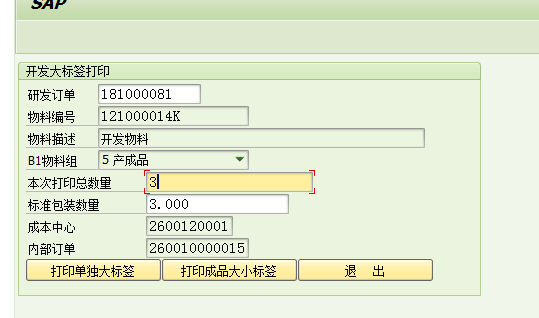 SAP
开发大标签打印
研发订单 181000081
物料编号 121000014K
物料描述 开发物料
B1物料组 5 产成品
本次打印总数量 3
标准包装数量 3.000
成本中心 2600120001
内部订单 260010000015
打印单独大标签 打印成品大小标签 退 出